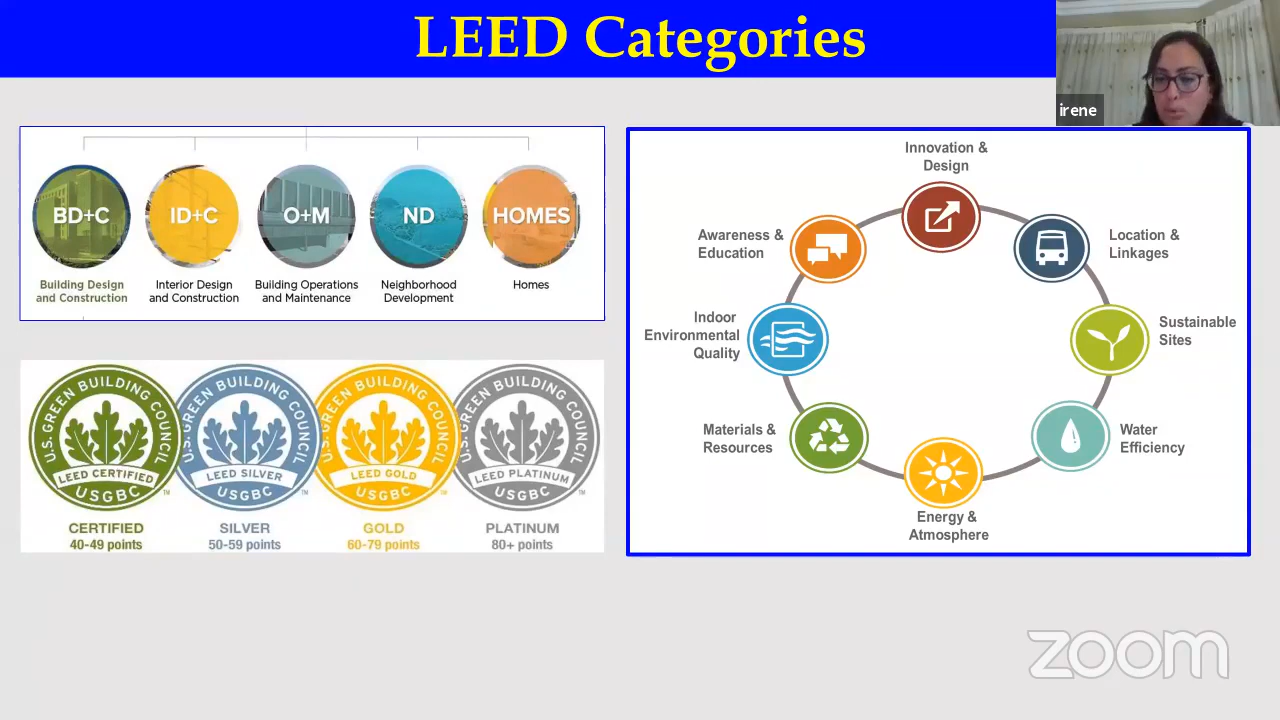 LEED Categories
irene
BD+C
ID+C
O+M
ND
HOMES
Building Design
and Construction
Interior Design
and Construction
Building Operations
and Maintenance
Neighborhood
Development
Homes
U.S. GREEN BUILDING COUNCIL
LEED CERTIFIED
USGBC
TM
U.S. GREEN BUILDING COUNCIL
LEED SILVER
USGBC
TM
U.S. GREEN BUILDING COUNCIL
LEED GOLD
USGBC
TM
U.S. GREEN BUILDING COUNCIL
LEED PLATINUM
USGBC
TM
CERTIFIED
40-49 points
SILVER
50-59 points
GOLD
60-79 points
PLATINUM
80+ points
Innovation &
Design
Location &
Linkages
Sustainable
Sites
Water
Efficiency
Energy &
Atmosphere
Materials &
Resources
Indoor
Environmental
Quality
Awareness &
Education
zoom